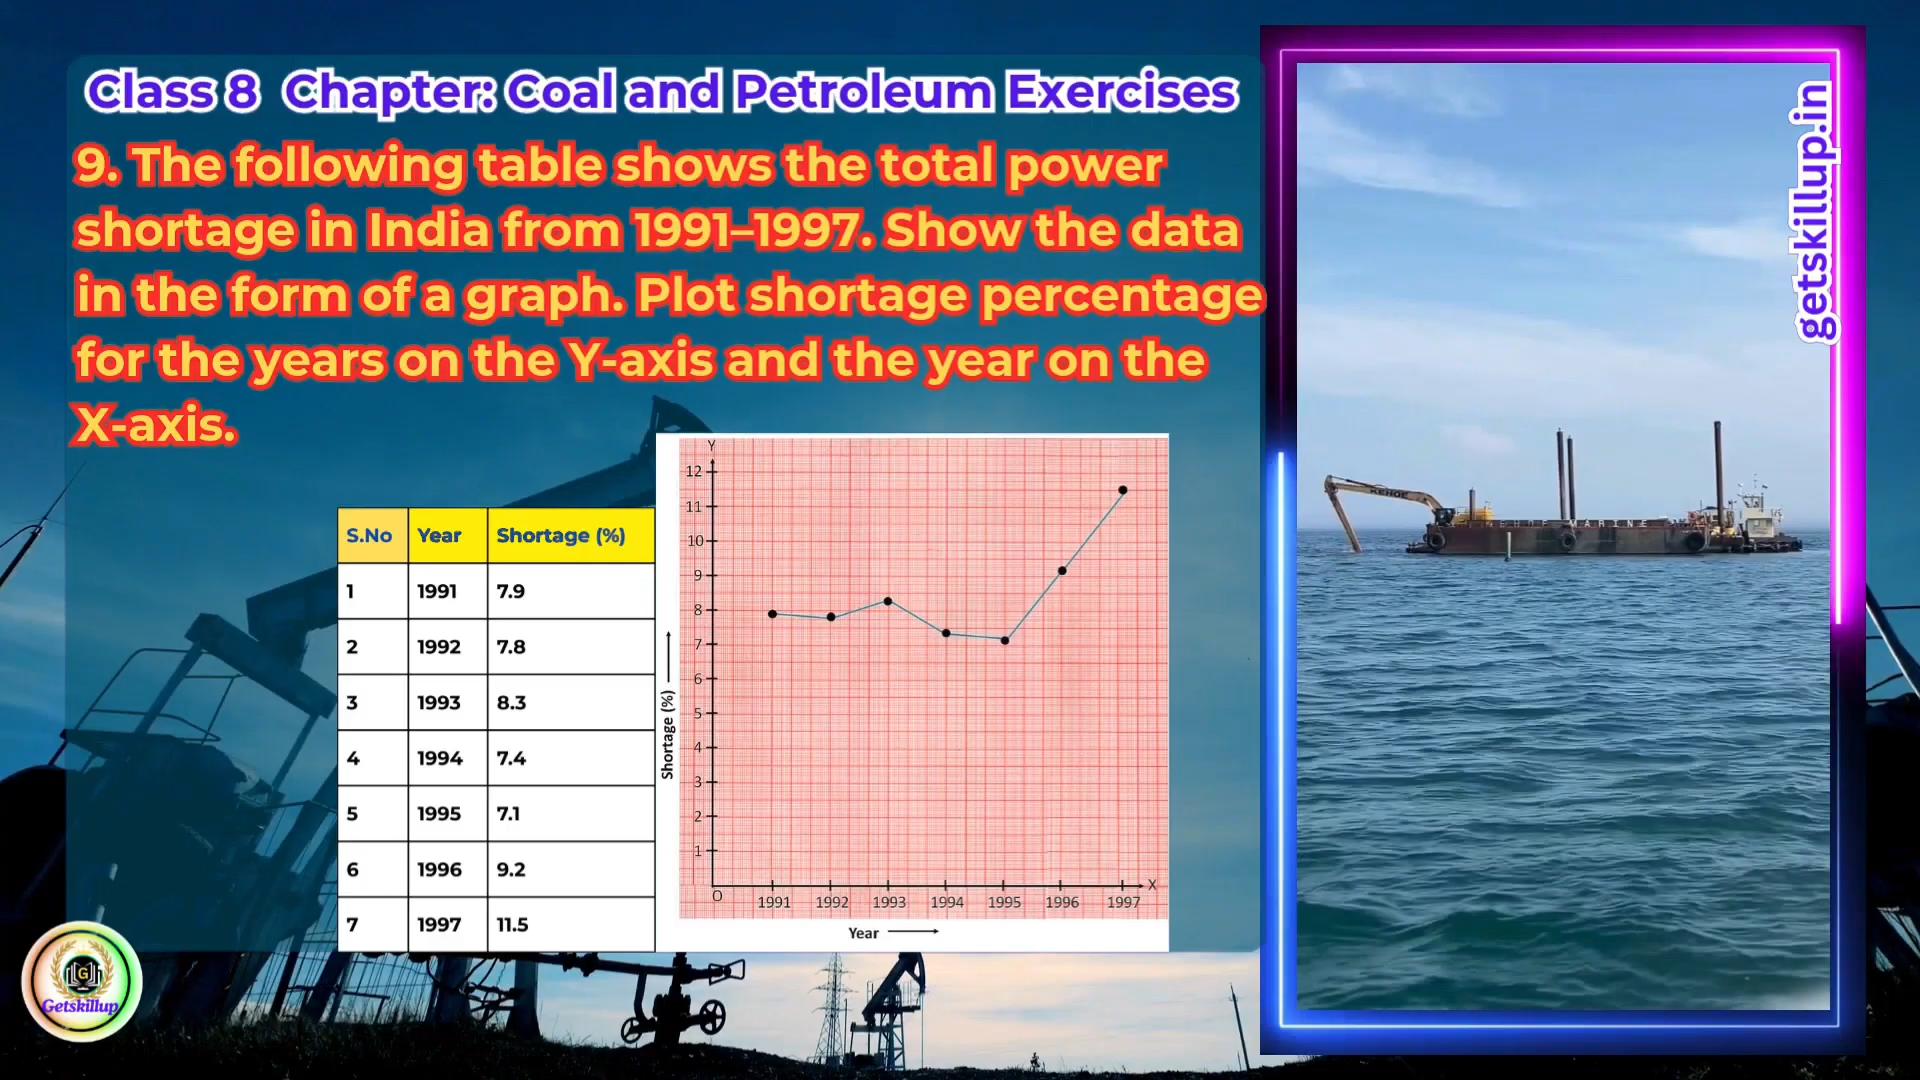 Class 8 Chapter: Coal and Petroleum Exercises
9. The following table shows the total power
shortage in India from 1991–1997. Show the data
in the form of a graph. Plot shortage percentage
for the years on the Y-axis and the year on the
X-axis.
S.No Year Shortage (%)
1 1991 7.9
2 1992 7.8
3 1993 8.3
4 1994 7.4
5 1995 7.1
6 1996 9.2
7 1997 11.5
Y
12
11
10
9
8
7
6
5
4
3
2
1
O
X
1991 1992 1993 1994 1995 1996 1997
Shortage (%)
Year
getskillup.in
KEHOE
MARINE
G
Getskillup